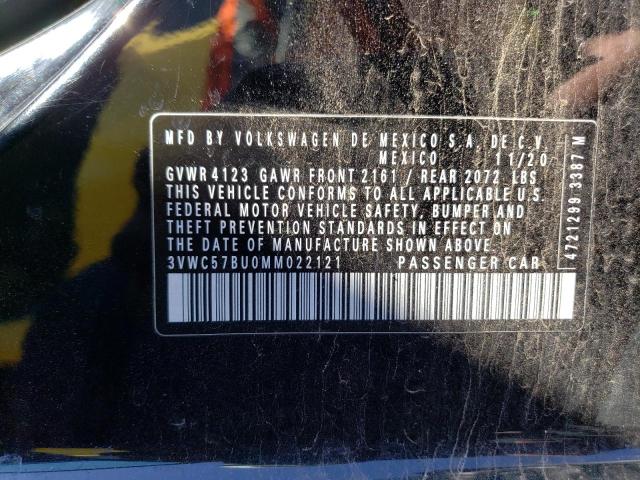 MFD BY VOLKSWAGEN DE MEXICO S.A. DE C.V.
MEXICO 11/20
GVWR 4123 GAWR FRONT 2161 / REAR 2072 LBS
THIS VEHICLE CONFORMS TO ALL APPLICABLE U.S.
FEDERAL MOTOR VEHICLE SAFETY, BUMPER AND
THEFT PREVENTION STANDARDS IN EFFECT ON
THE DATE OF MANUFACTURE SHOWN ABOVE.
3VWC57BU0MM022121 PASSENGER CAR
4721299 3387 M